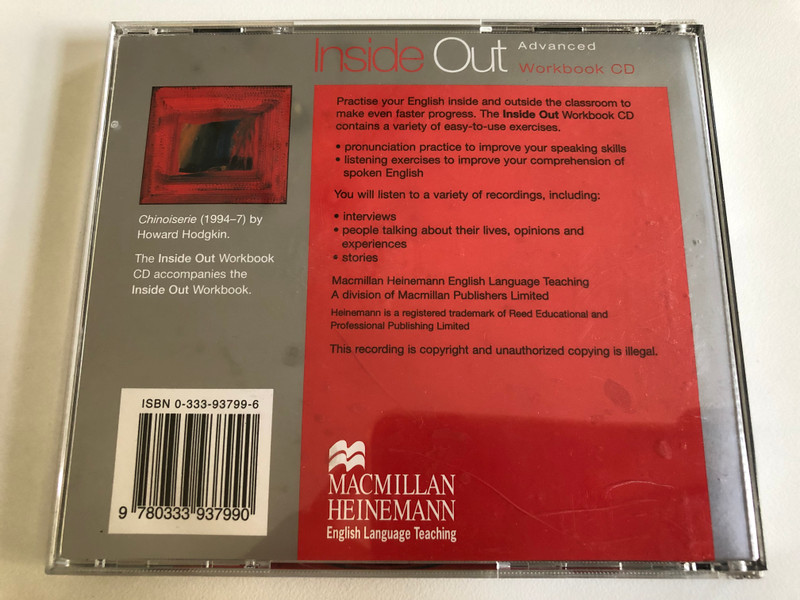 Inside Out Advanced
Workbook CD
Practise your English inside and outside the classroom to
make even faster progress. The Inside Out Workbook CD
contains a variety of easy-to-use exercises.
• pronunciation practice to improve your speaking skills
• listening exercises to improve your comprehension of
spoken English
You will listen to a variety of recordings, including:
• interviews
• people talking about their lives, opinions and
experiences
• stories
Macmillan Heinemann English Language Teaching
A division of Macmillan Publishers Limited
Heinemann is a registered trademark of Reed Educational and
Professional Publishing Limited
This recording is copyright and unauthorized copying is illegal.
Chinoiserie (1994–7) by
Howard Hodgkin.
The Inside Out Workbook
CD accompanies the
Inside Out Workbook.
ISBN 0-333-93799-6
9 780333 937990
MACMILLAN
HEINEMANN
English Language Teaching